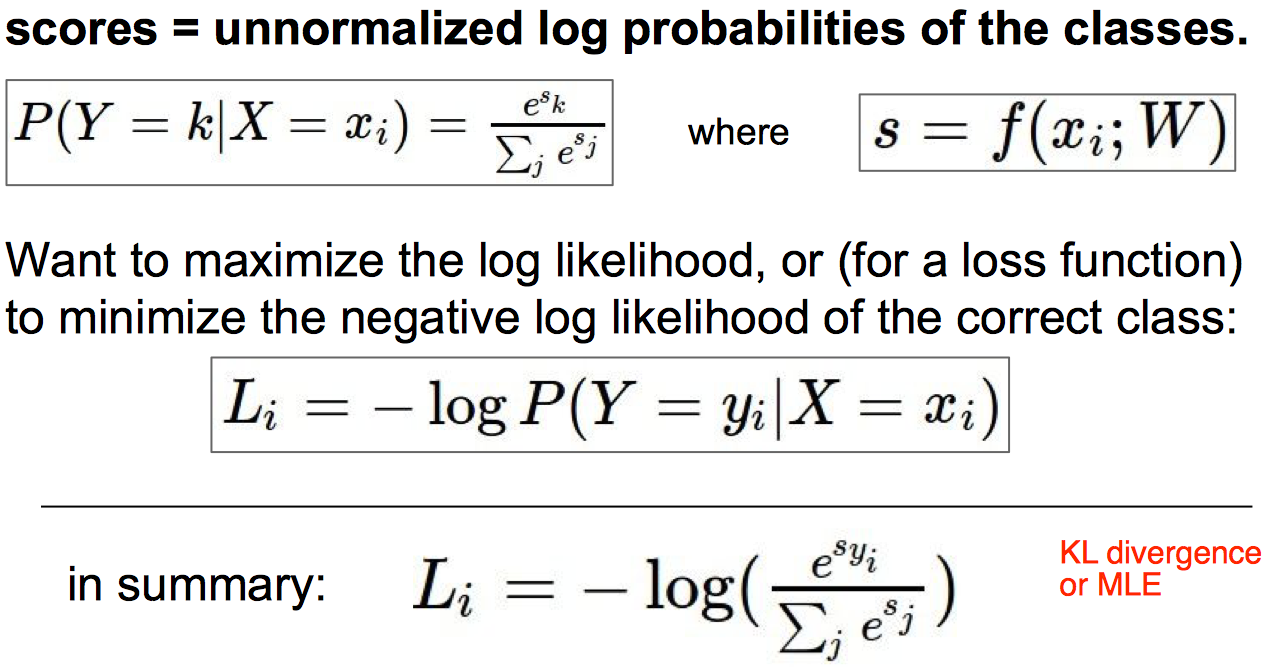 scores = unnormalized log probabilities of the classes.
P(Y = k|X = x_i) = \frac{e^{s_k}}{\sum_j e^{s_j}} where s = f(x_i; W)
Want to maximize the log likelihood, or (for a loss function)
to minimize the negative log likelihood of the correct class:
L_i = − log P(Y = y_i|X = x_i)
in summary: L_i = − log(\frac{e^{s_{y_i}}}{\sum_j e^{s_j}})
KL divergence
or MLE